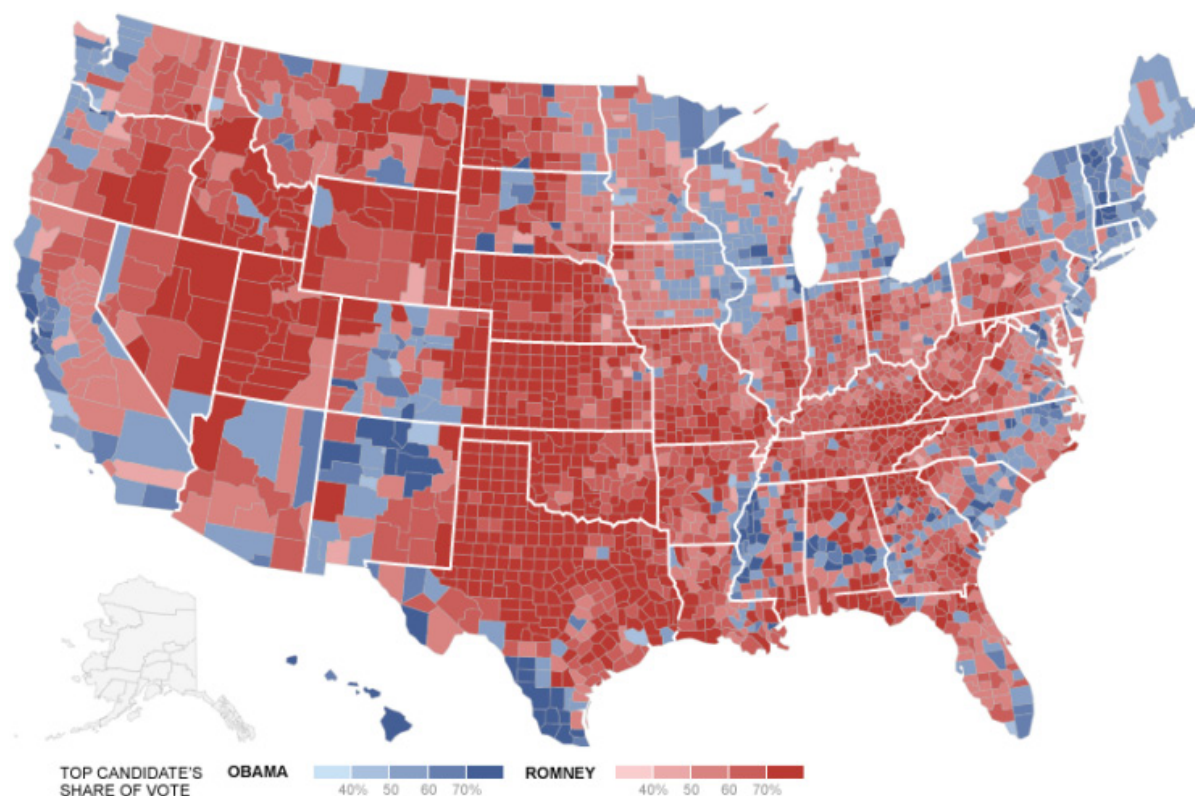 TOP CANDIDATE'S
SHARE OF VOTE
OBAMA
40% 50 60 70%
ROMNEY
40% 50 60 70%